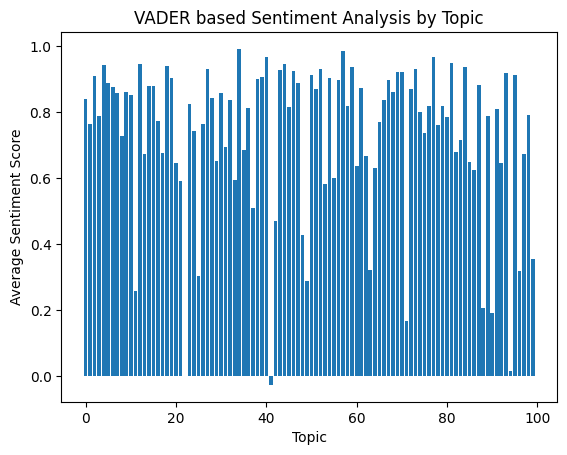 VADER based Sentiment Analysis by Topic
Average Sentiment Score
1.0
0.8
0.6
0.4
0.2
0.0
0 20 40 60 80 100
Topic